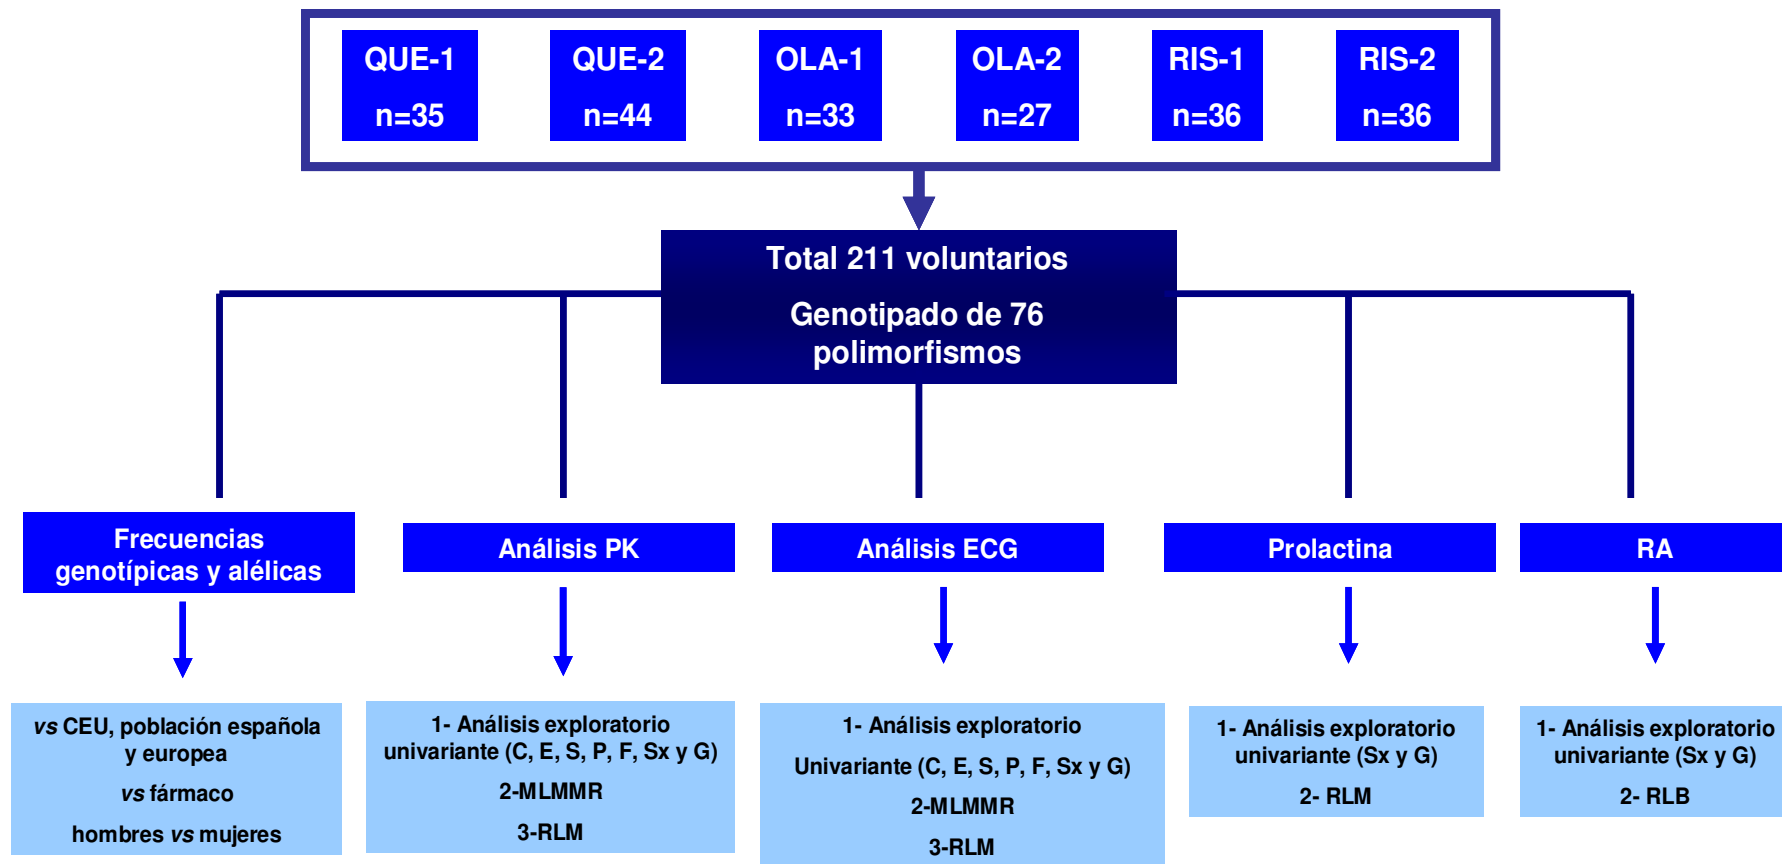 QUE-1
n=35
QUE-2
n=44
OLA-1
n=33
OLA-2
n=27
RIS-1
n=36
RIS-2
n=36
Total 211 voluntarios
Genotipado de 76
polimorfismos
Frecuencias
genotípicas y alélicas
Análisis PK
Análisis ECG
Prolactina
RA
vs CEU, población española
y europea
vs fármaco
hombres vs mujeres
1- Análisis exploratorio
univariante (C, E, S, P, F, Sx y G)
2-MLMMR
3-RLM
1- Análisis exploratorio
Univariante (C, E, S, P, F, Sx y G)
2-MLMMR
3-RLM
1- Análisis exploratorio
univariante (Sx y G)
2- RLM
1- Análisis exploratorio
univariante (Sx y G)
2- RLB